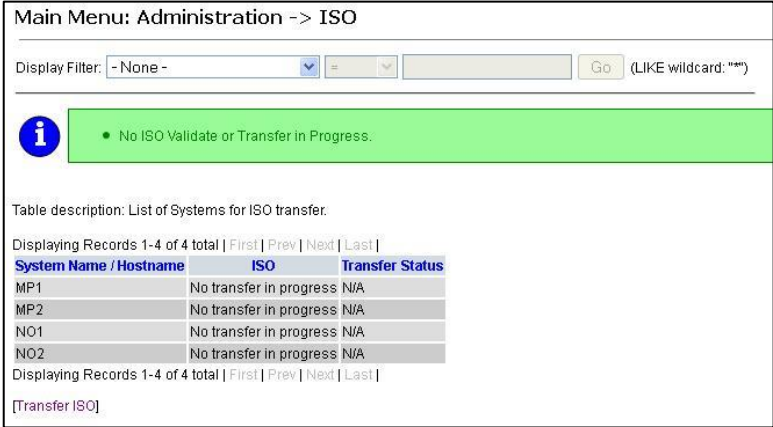 Main Menu: Administration -> ISO
Display Filter: - None - = Go (LIKE wildcard: "*")
i
• No ISO Validate or Transfer in Progress.
Table description: List of Systems for ISO transfer.
Displaying Records 1-4 of 4 total | First | Prev | Next | Last |
System Name / Hostname ISO Transfer Status
MP1 No transfer in progress N/A
MP2 No transfer in progress N/A
NO1 No transfer in progress N/A
NO2 No transfer in progress N/A
Displaying Records 1-4 of 4 total | First | Prev | Next | Last |
[Transfer ISO]